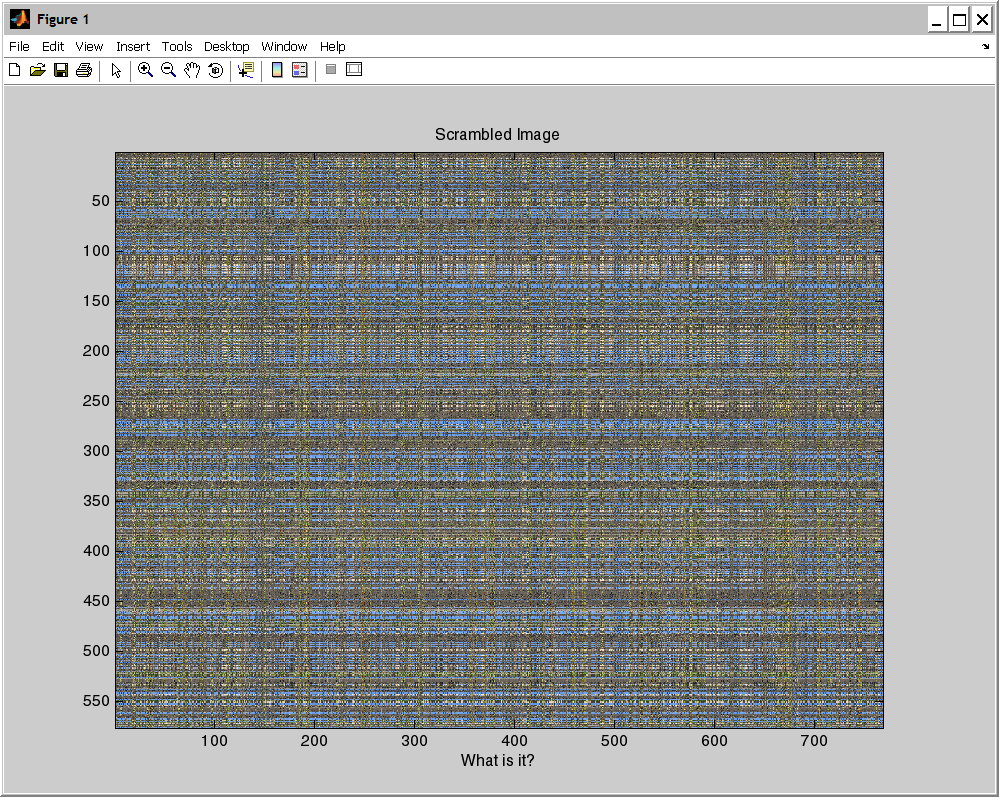 Figure 1
File Edit View Insert Tools Desktop Window Help
Scrambled Image
50
100
150
200
250
300
350
400
450
500
550
100 200 300 400 500 600 700
What is it?